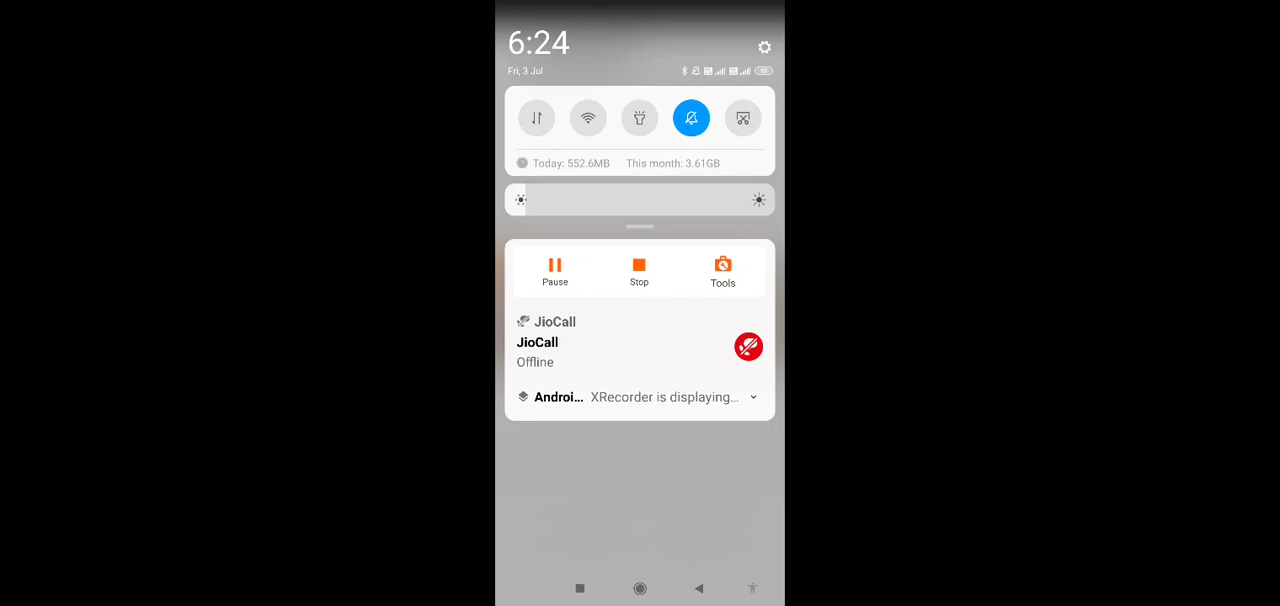 6:24
Fri, 3 Jul
95
Today: 552.6MB This month: 3.61GB
Pause Stop Tools
JioCall
JioCall
Offline
Androi... XRecorder is displaying...